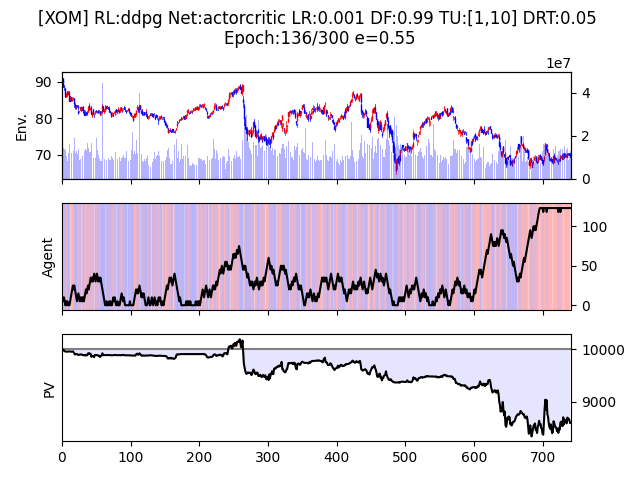 [XOM] RL:ddpg Net:actorcritic LR:0.001 DF:0.99 TU:[1,10] DRT:0.05
Epoch:136/300 e=0.55
1e7
90
80
70
Env.
4
2
0
Agent
100
50
0
PV
10000
9000
0 100 200 300 400 500 600 700